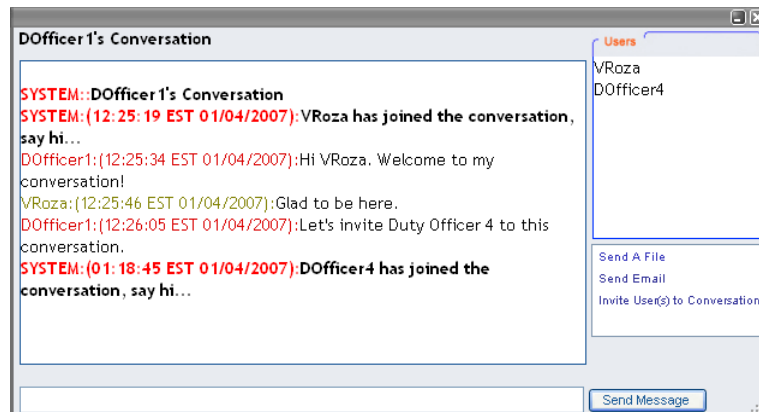 DOfficer1's Conversation
SYSTEM::DOfficer1's Conversation
SYSTEM:(12:25:19 EST 01/04/2007):VRoza has joined the conversation,
say hi...
DOfficer1:(12:25:34 EST 01/04/2007):Hi VRoza. Welcome to my
conversation!
VRoza:(12:25:46 EST 01/04/2007):Glad to be here.
DOfficer1:(12:26:05 EST 01/04/2007):Let's invite Duty Officer 4 to this
conversation.
SYSTEM:(01:18:45 EST 01/04/2007):DOfficer4 has joined the
conversation, say hi...
Users
VRoza
DOfficer4
Send A File
Send Email
Invite User(s) to Conversation
Send Message